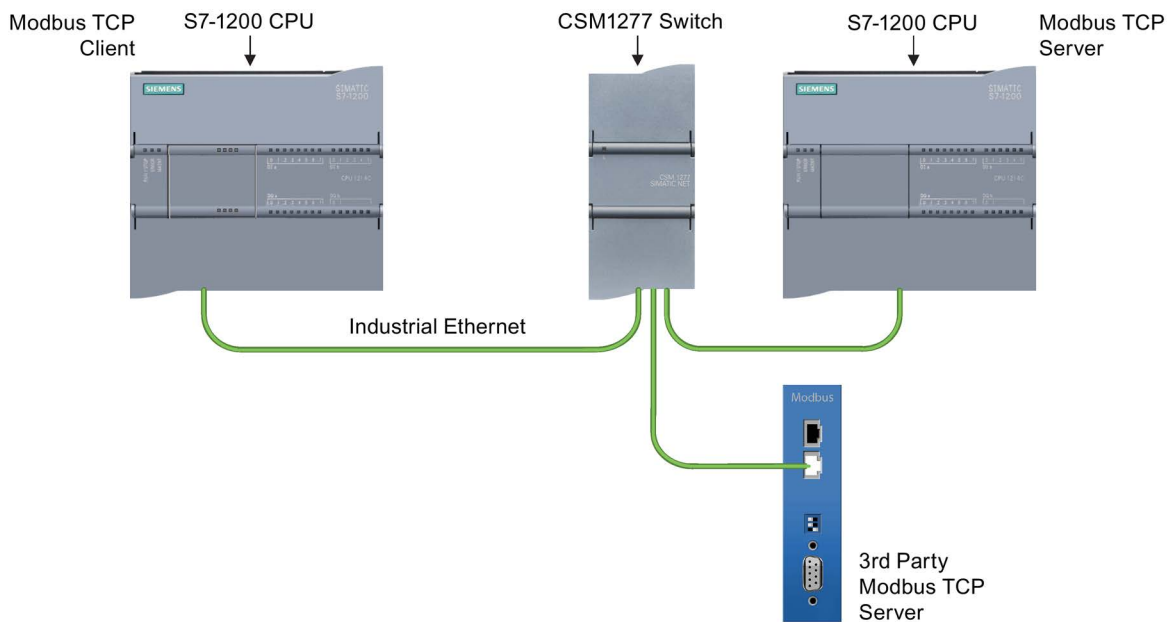 Modbus TCP
Client
S7-1200 CPU
CSM1277 Switch
S7-1200 CPU
Modbus TCP
Server
SIEMENS
SIMATIC
S7-1200
CSM 1277
SIMATIC NET
SIEMENS
SIMATIC
S7-1200
Industrial Ethernet
Modbus
3rd Party
Modbus TCP
Server